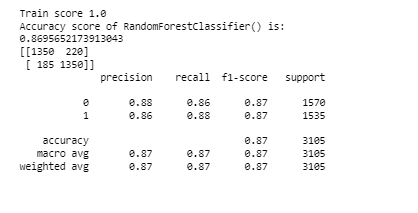 Train score 1.0
Accuracy score of RandomForestClassifier() is:
0.8695652173913043
[[1350  220]
 [ 185 1350]]
              precision    recall  f1-score   support

           0       0.88      0.86      0.87      1570
           1       0.86      0.88      0.87      1535

    accuracy                           0.87      3105
   macro avg       0.87      0.87      0.87      3105
weighted avg       0.87      0.87      0.87      3105